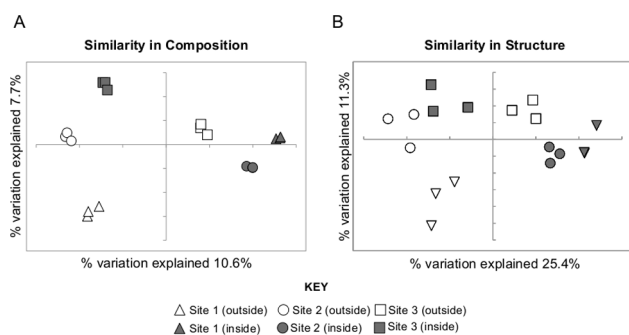 A
Similarity in Composition
% variation explained 7.7%
% variation explained 10.6%
B
Similarity in Structure
% variation explained 11.3%
% variation explained 25.4%
KEY
Site 1 (outside) Site 2 (outside) Site 3 (outside)
Site 1 (inside) Site 2 (inside) Site 3 (inside)